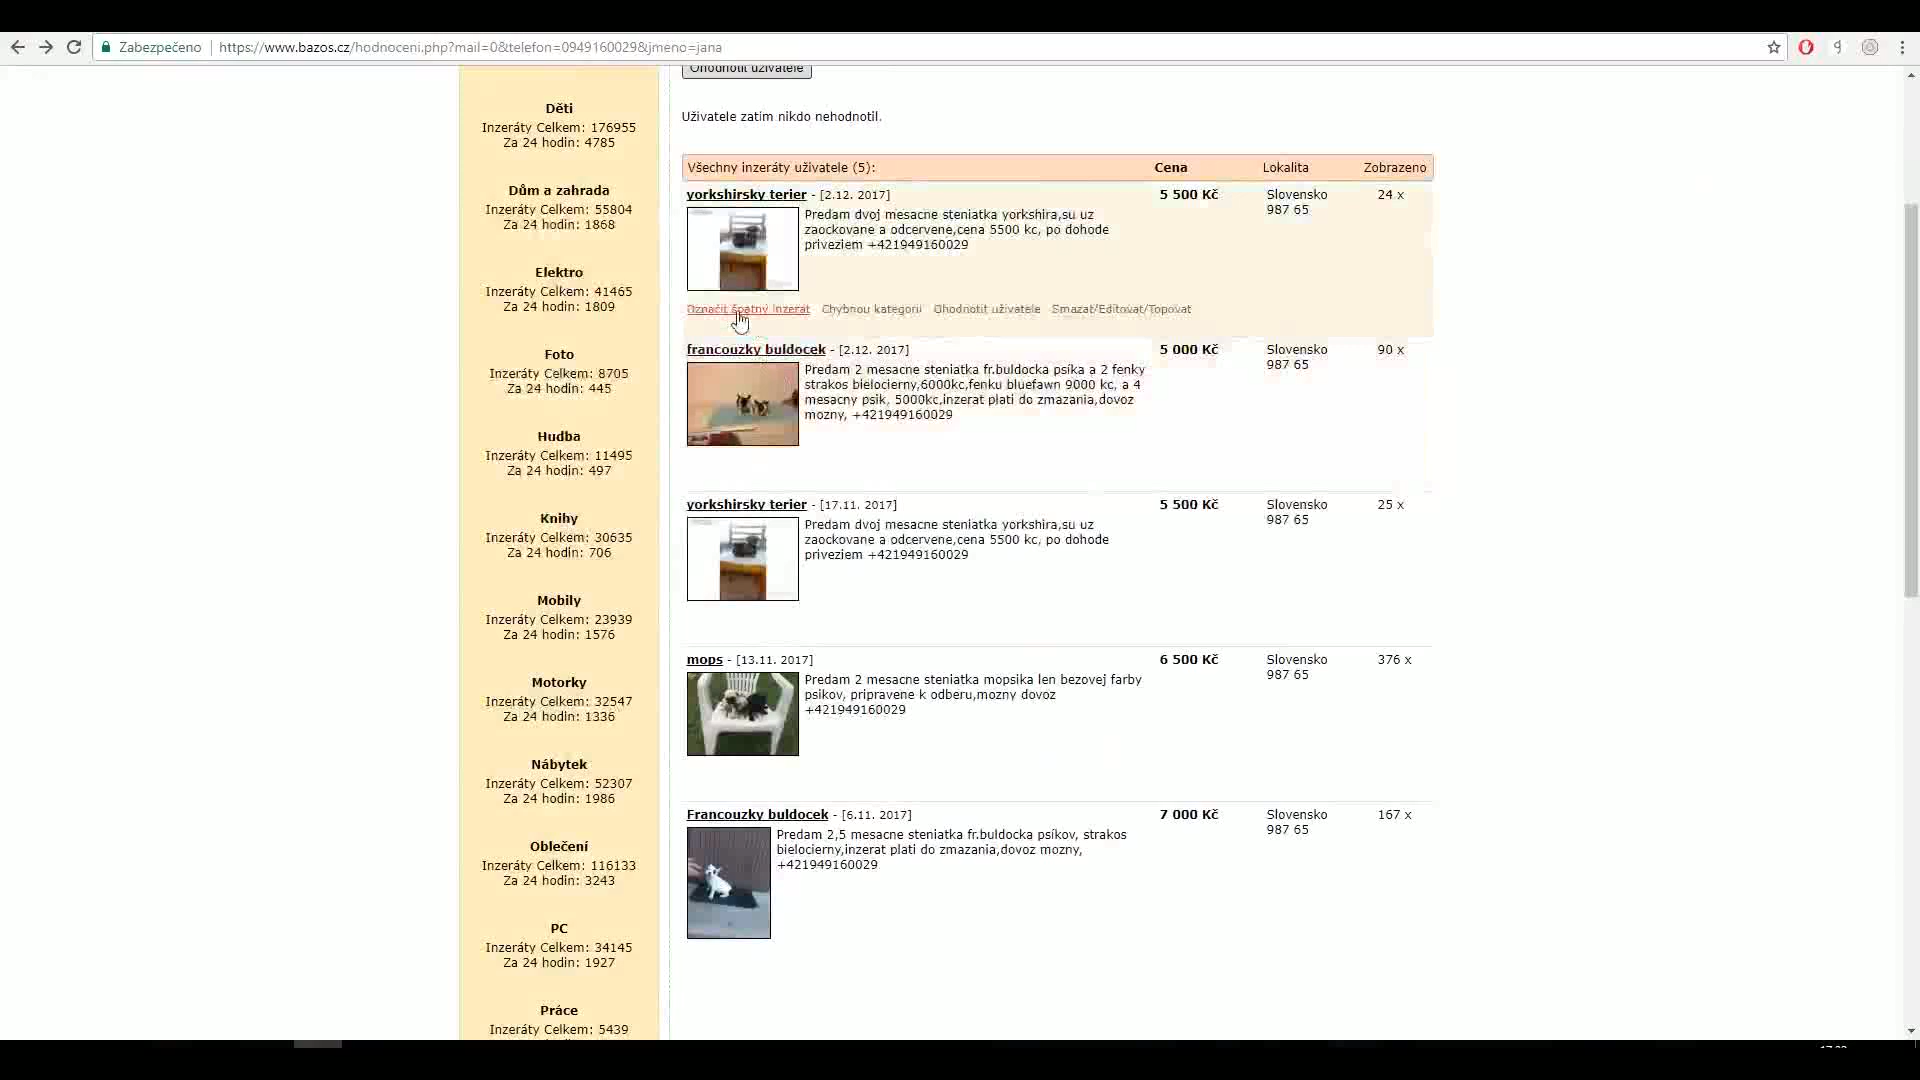 Zabezpečeno
https://www.bazos.cz/hodnoceni.php?mail=0&telefon=0949160029&jmeno=jana
Děti
Inzeráty Celkem: 176955
Za 24 hodin: 4785
Dům a zahrada
Inzeráty Celkem: 55804
Za 24 hodin: 1868
Elektro
Inzeráty Celkem: 41465
Za 24 hodin: 1809
Foto
Inzeráty Celkem: 8705
Za 24 hodin: 445
Hudba
Inzeráty Celkem: 11495
Za 24 hodin: 497
Knihy
Inzeráty Celkem: 30635
Za 24 hodin: 706
Mobily
Inzeráty Celkem: 23939
Za 24 hodin: 1576
Motorky
Inzeráty Celkem: 32547
Za 24 hodin: 1336
Nábytek
Inzeráty Celkem: 52307
Za 24 hodin: 1986
Oblečení
Inzeráty Celkem: 116133
Za 24 hodin: 3243
PC
Inzeráty Celkem: 34145
Za 24 hodin: 1927
Práce
Inzeráty Celkem: 5439
Ohodnotit uživatele
Uživatele zatím nikdo nehodnotil.
Všechny inzeráty uživatele (5): Cena Lokalita Zobrazeno
yorkshirsky terier - [2.12. 2017] 5 500 Kč Slovensko 24 x
987 65
Predam dvoj mesacne steniatka yorkshira,su uz
zaockovane a odcervene,cena 5500 kc, po dohode
priveziem +421949160029
Označit špatný inzerát Chybnou kategorii Ohodnotit uživatele Smazat/Editovat/Topovat
francouzky buldocek - [2.12. 2017] 5 000 Kč Slovensko 90 x
987 65
Predam 2 mesacne steniatka fr.buldocka psíka a 2 fenky
strakos bielocierny,6000kc,fenku bluefawn 9000 kc, a 4
mesacny psik, 5000kc,inzerat plati do zmazania,dovoz
mozny, +421949160029
yorkshirsky terier - [17.11. 2017] 5 500 Kč Slovensko 25 x
987 65
Predam dvoj mesacne steniatka yorkshira,su uz
zaockovane a odcervene,cena 5500 kc, po dohode
priveziem +421949160029
mops - [13.11. 2017] 6 500 Kč Slovensko 376 x
987 65
Predam 2 mesacne steniatka mopsika len bezovej farby
psikov, pripravene k odberu,mozny dovoz
+421949160029
Francouzky buldocek - [6.11. 2017] 7 000 Kč Slovensko 167 x
987 65
Predam 2,5 mesacne steniatka fr.buldocka psíkov, strakos
bielocierny,inzerat plati do zmazania,dovoz mozny,
+421949160029